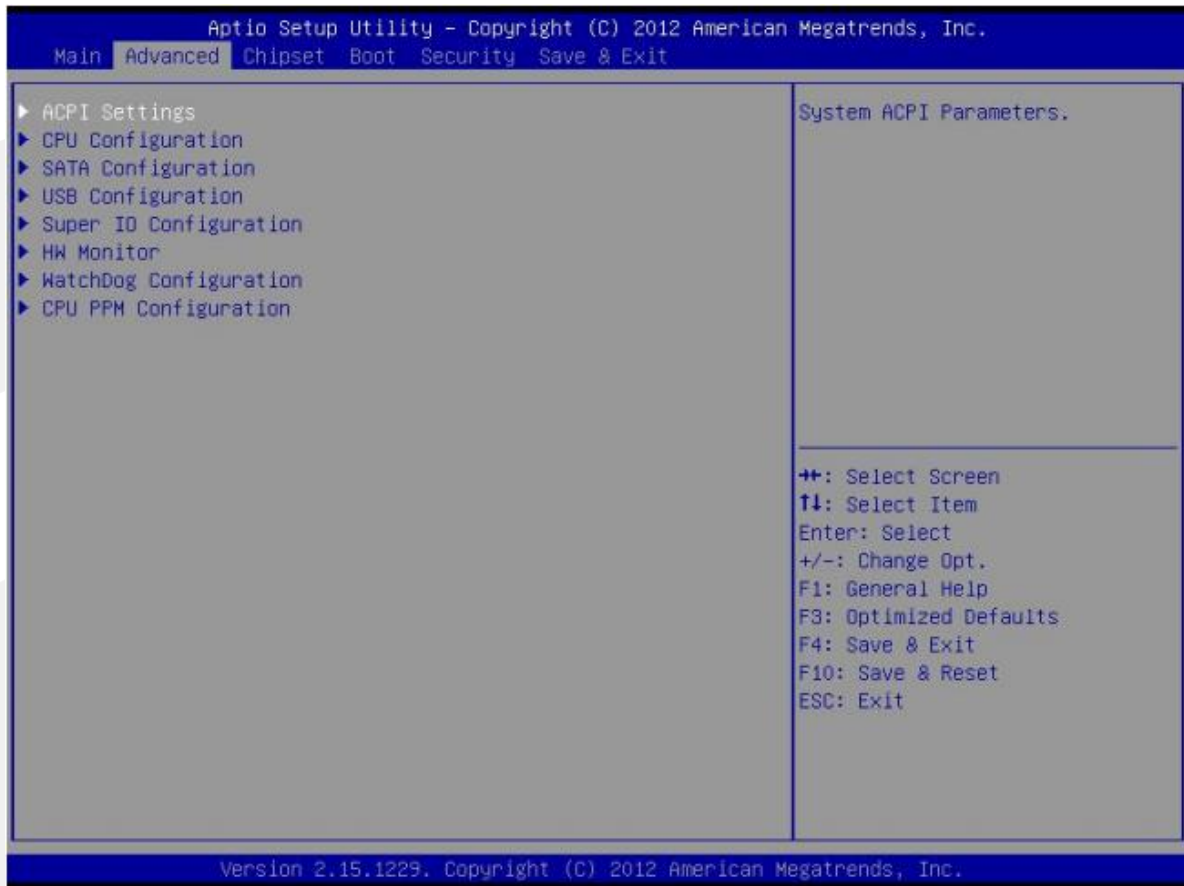 Aptio Setup Utility – Copyright (C) 2012 American Megatrends, Inc.
Main Advanced Chipset Boot Security Save & Exit
► ACPI Settings
► CPU Configuration
► SATA Configuration
► USB Configuration
► Super IO Configuration
► HW Monitor
► WatchDog Configuration
► CPU PPM Configuration
System ACPI Parameters.
→←: Select Screen
↑↓: Select Item
Enter: Select
+/-: Change Opt.
F1: General Help
F3: Optimized Defaults
F4: Save & Exit
F10: Save & Reset
ESC: Exit
Version 2.15.1229. Copyright (C) 2012 American Megatrends, Inc.